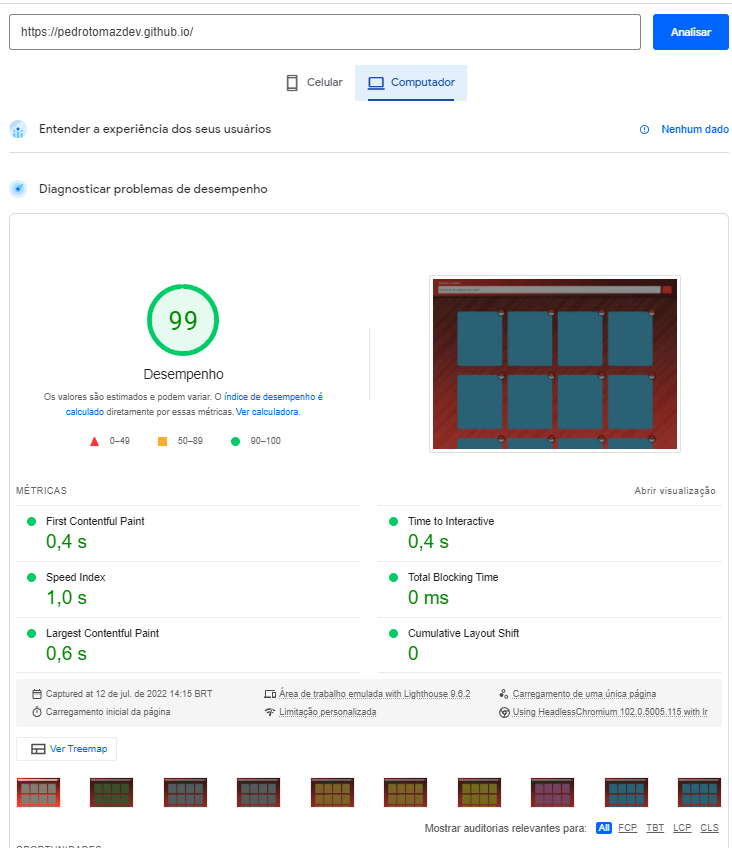 https://pedrotomazdev.github.io/
Analisar
Celular
Computador
Entender a experiência dos seus usuários
Nenhum dado
Diagnosticar problemas de desempenho
99
Desempenho
Os valores são estimados e podem variar. O índice de desempenho é
calculado diretamente por essas métricas. Ver calculadora.
0–49
50–89
90–100
MÉTRICAS
Abrir visualização
First Contentful Paint
0,4 s
Time to Interactive
0,4 s
Speed Index
1,0 s
Total Blocking Time
0 ms
Largest Contentful Paint
0,6 s
Cumulative Layout Shift
0
Captured at 12 de jul. de 2022 14:15 BRT
Área de trabalho emulada with Lighthouse 9.6.2
Carregamento de uma única página
Carregamento inicial da página
Limitação personalizada
Using HeadlessChromium 102.0.5005.115 with lr
Ver Treemap
Mostrar auditorias relevantes para: All FCP TBT LCP CLS
OPORTUNIDADES